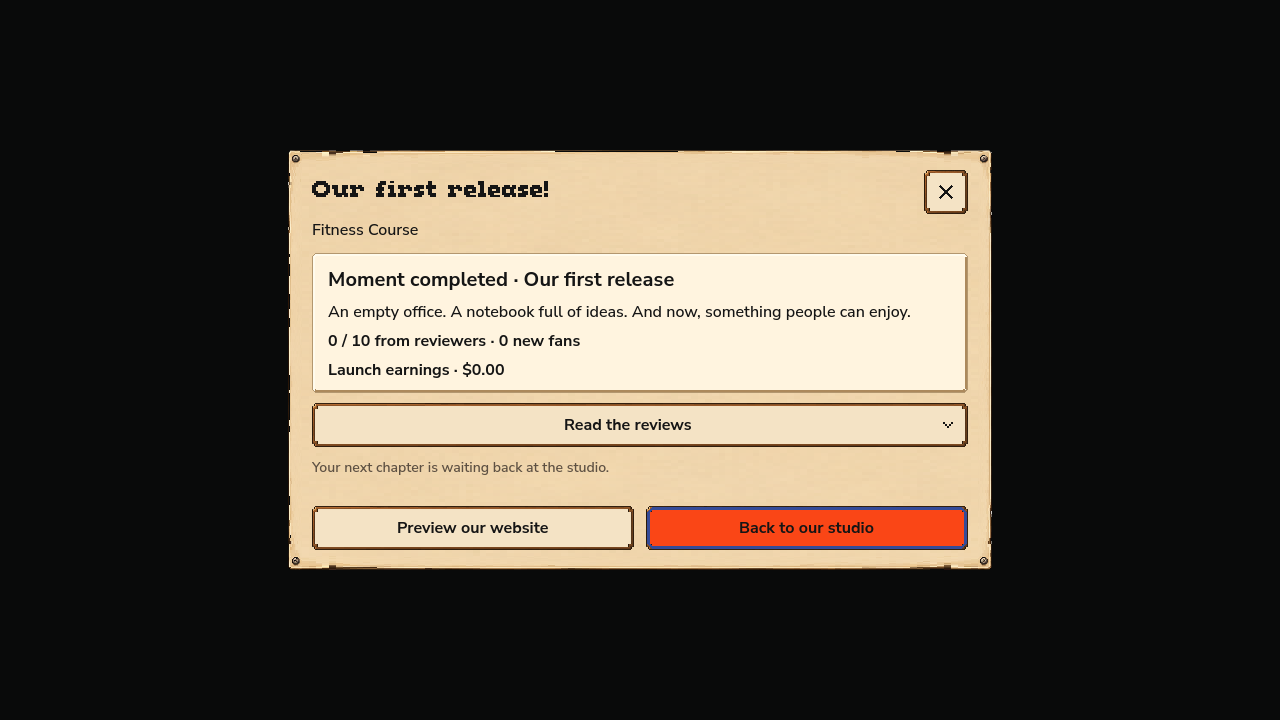 Our first release!
Fitness Course
Moment completed · Our first release
An empty office. A notebook full of ideas. And now, something people can enjoy.
0 / 10 from reviewers · 0 new fans
Launch earnings · $0.00
Read the reviews
Your next chapter is waiting back at the studio.
Preview our website
Back to our studio